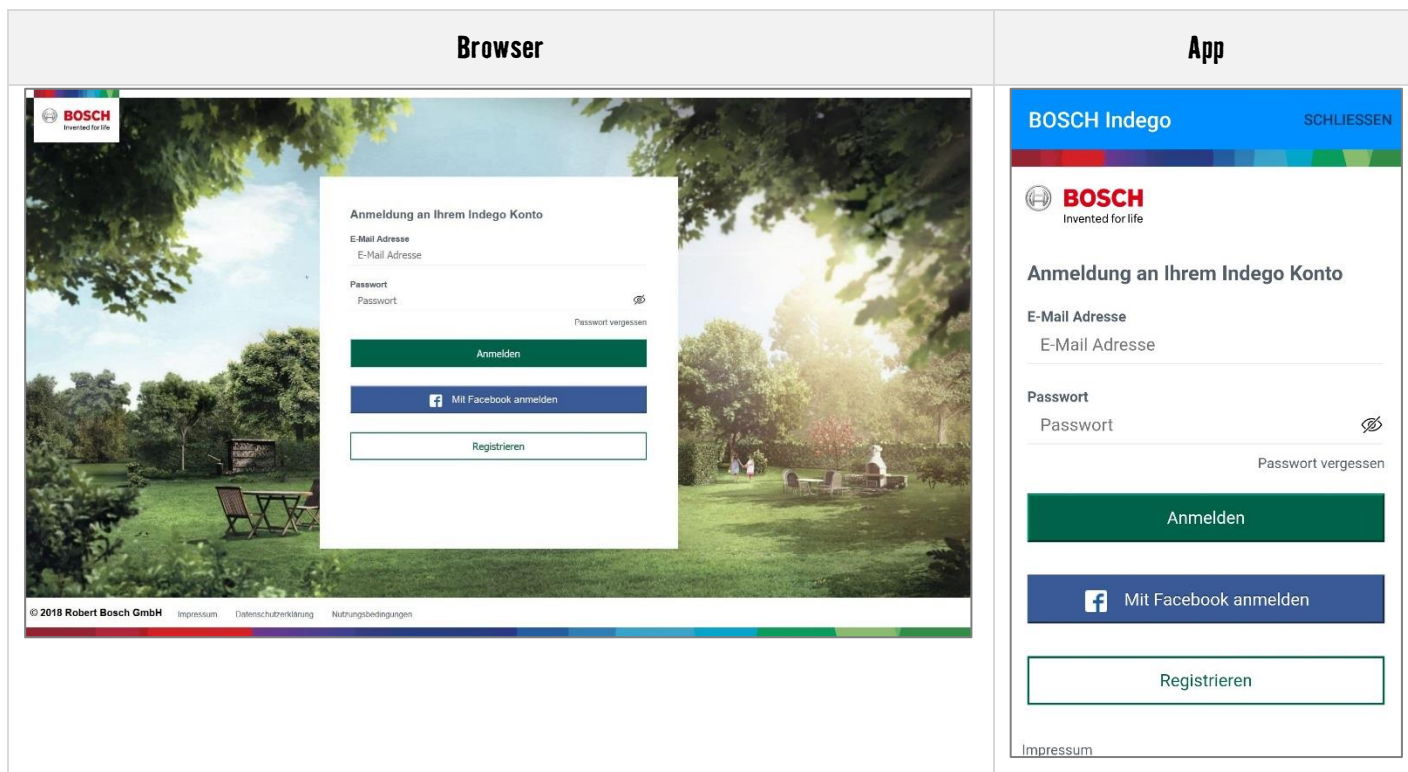 Browser
App
BOSCH
Invented for life
Anmeldung an Ihrem Indego Konto
E-Mail Adresse
E-Mail Adresse
Passwort
Passwort
Passwort vergessen
Anmelden
Mit Facebook anmelden
Registrieren
© 2018 Robert Bosch GmbH Impressum Datenschutzerklärung Nutzungsbedingungen
BOSCH Indego SCHLIESSEN
BOSCH
Invented for life
Anmeldung an Ihrem Indego Konto
E-Mail Adresse
E-Mail Adresse
Passwort
Passwort
Passwort vergessen
Anmelden
Mit Facebook anmelden
Registrieren
Impressum